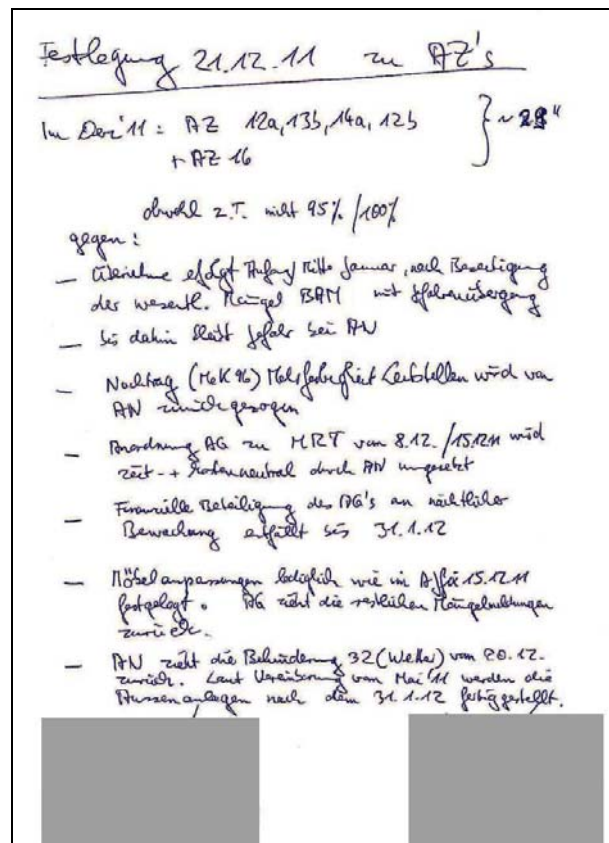 Festlegung 21.12.11 zu AZ's
Im Dez'11 : AZ 12a, 13b, 14a, 12b
+ AZ 16
obwohl z.T. nicht 95% / 100%
gegen :
— Übernahme erfolgt Anfang Mitte Januar, nach Beseitigung
der wesentl. Mängel BAM mit Gefahrenübergang
— bis dahin bleibt Gefahr bei AN
— Nachtrag (MeK 96) Leitstellen wird von
AN zurückgezogen
— Anordnung AG zu MRT vom 8.12. / 15.12.11 wird
zeit- + kostenneutral durch AN umgesetzt
— Finanzielle Beteiligung des AG's an nächtlicher
Bewachung entfällt bis 31.1.12
— Möbelanpassungen lediglich wie im 15.12.11
festgelegt. AG zieht die restlichen Mängelmeldungen
zurück.
— AN zieht die Behinderung 32 (Wetter) vom 20.12.
zurück. Laut Vereinbarung vom Mai '11 werden die
Aussenanlagen nach dem 31.1.12 fertiggestellt.